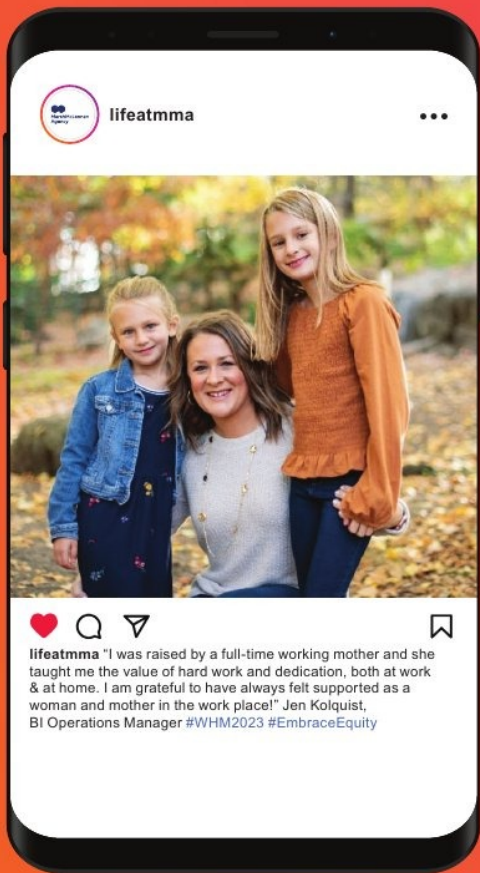 MarshMcLennan
Agency
lifeatmma
lifeatmma "I was raised by a full-time working mother and she
taught me the value of hard work and dedication, both at work
& at home. I am grateful to have always felt supported as a
woman and mother in the work place!" Jen Kolquist,
BI Operations Manager #WHM2023 #EmbraceEquity